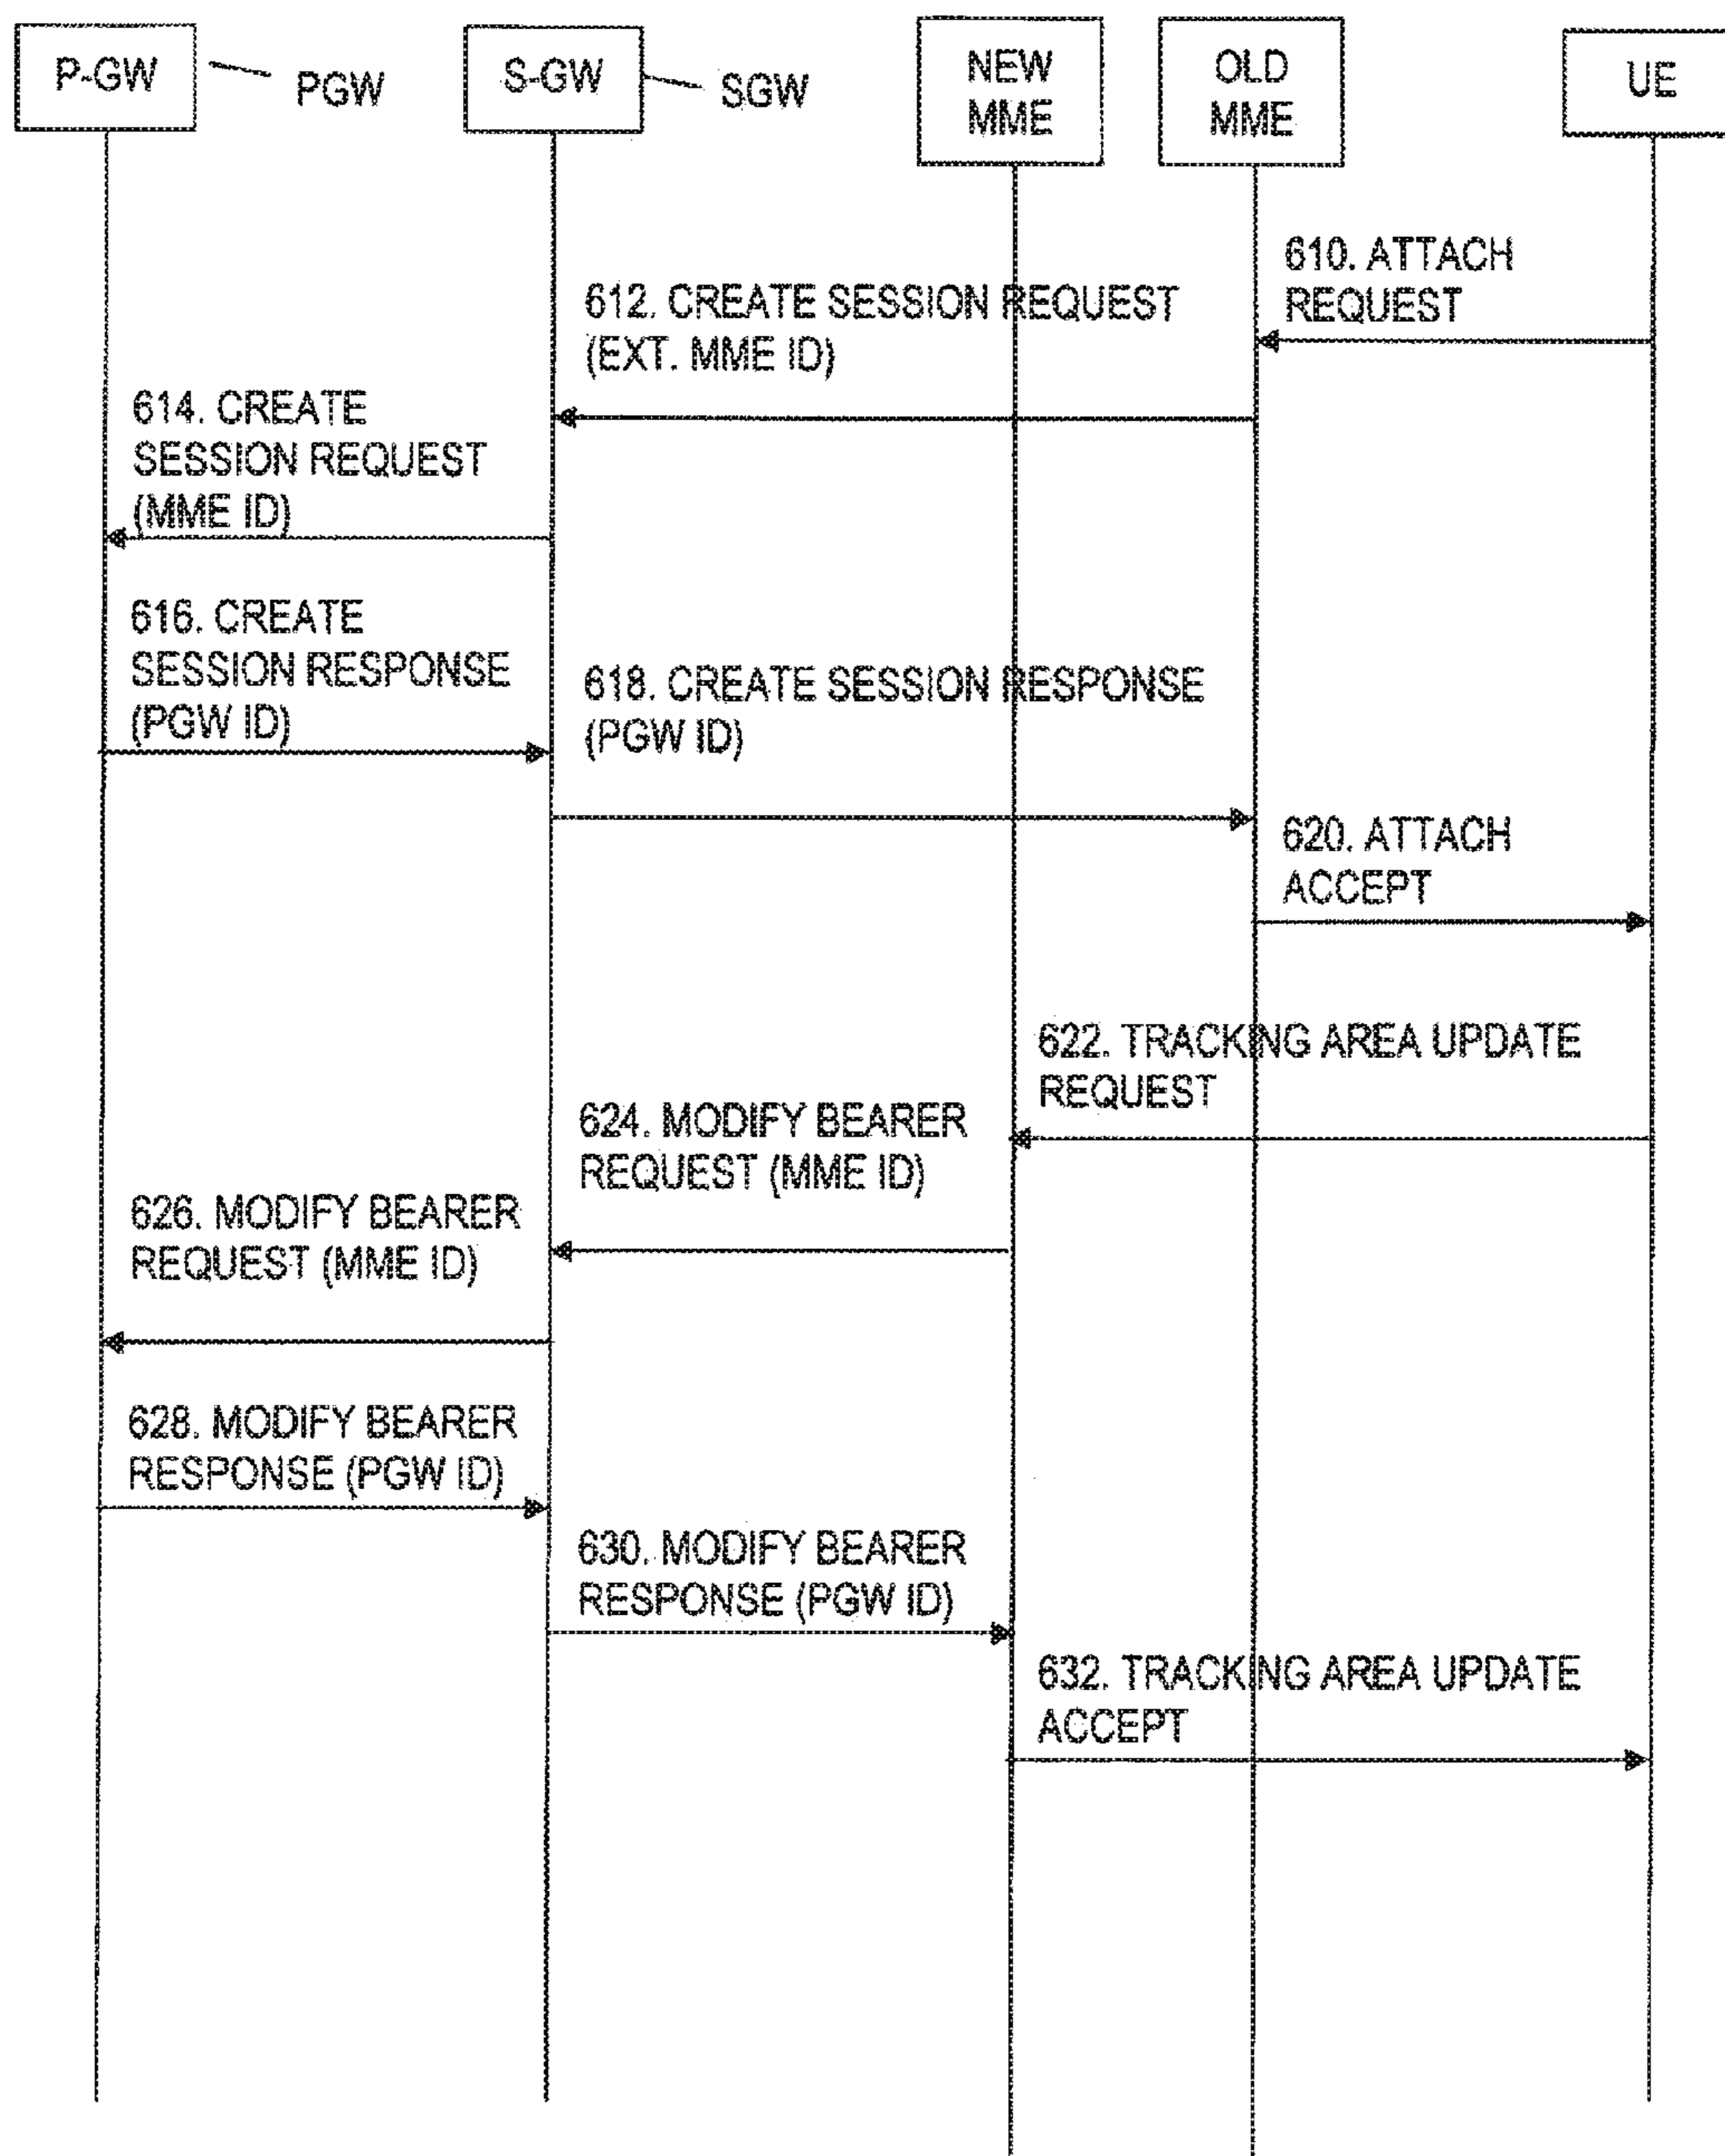 P-GW
PGW
S-GW
SGW
NEW
MME
OLD
MME
UE
610. ATTACH
REQUEST
612. CREATE SESSION REQUEST
(EXT. MME ID)
614. CREATE
SESSION REQUEST
(MME ID)
616. CREATE
SESSION RESPONSE
(PGW ID)
618. CREATE SESSION RESPONSE
(PGW ID)
620. ATTACH
ACCEPT
622. TRACKING AREA UPDATE
REQUEST
624. MODIFY BEARER
REQUEST (MME ID)
626. MODIFY BEARER
REQUEST (MME ID)
628. MODIFY BEARER
RESPONSE (PGW ID)
630. MODIFY BEARER
RESPONSE (PGW ID)
632. TRACKING AREA UPDATE
ACCEPT